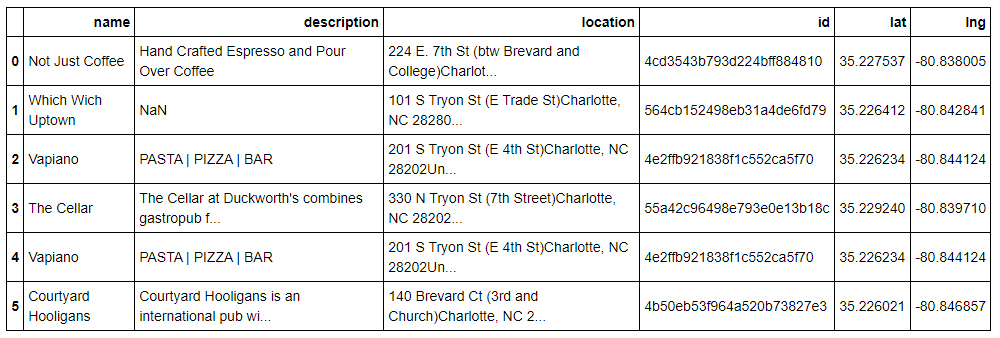 name description location id lat lng
0 Not Just Coffee Hand Crafted Espresso and Pour Over Coffee 224 E. 7th St (btw Brevard and College)Charlot... 4cd3543b793d224bff884810 35.227537 -80.838005
1 Which Wich Uptown NaN 101 S Tryon St (E Trade St)Charlotte, NC 28280... 564cb152498eb31a4de6fd79 35.226412 -80.842841
2 Vapiano PASTA | PIZZA | BAR 201 S Tryon St (E 4th St)Charlotte, NC 28202Un... 4e2ffb921838f1c552ca5f70 35.226234 -80.844124
3 The Cellar The Cellar at Duckworth's combines gastropub f... 330 N Tryon St (7th Street)Charlotte, NC 28202... 55a42c96498e793e0e13b18c 35.229240 -80.839710
4 Vapiano PASTA | PIZZA | BAR 201 S Tryon St (E 4th St)Charlotte, NC 28202Un... 4e2ffb921838f1c552ca5f70 35.226234 -80.844124
5 Courtyard Hooligans Courtyard Hooligans is an international pub wi... 140 Brevard Ct (3rd and Church)Charlotte, NC 2... 4b50eb53f964a520b73827e3 35.226021 -80.846857